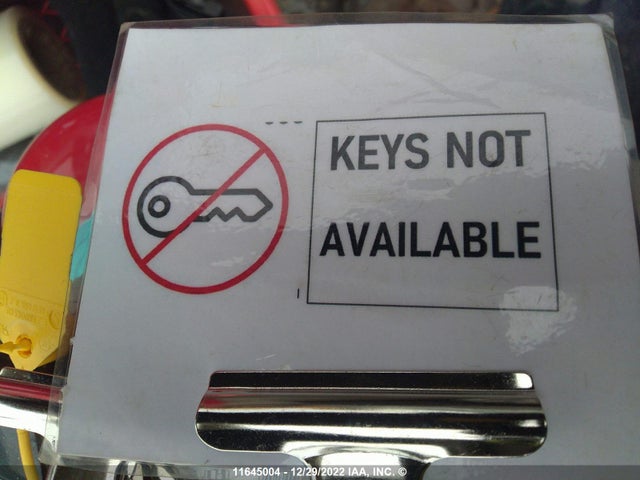 KEYS NOT
AVAILABLE
11645004 - 12/29/2022 IAA, INC. ©